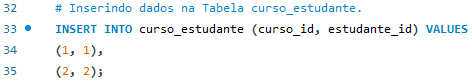 32 # Inserindo dados na Tabela curso_estudante.
33 INSERT INTO curso_estudante (curso_id, estudante_id) VALUES
34 (1, 1),
35 (2, 2);